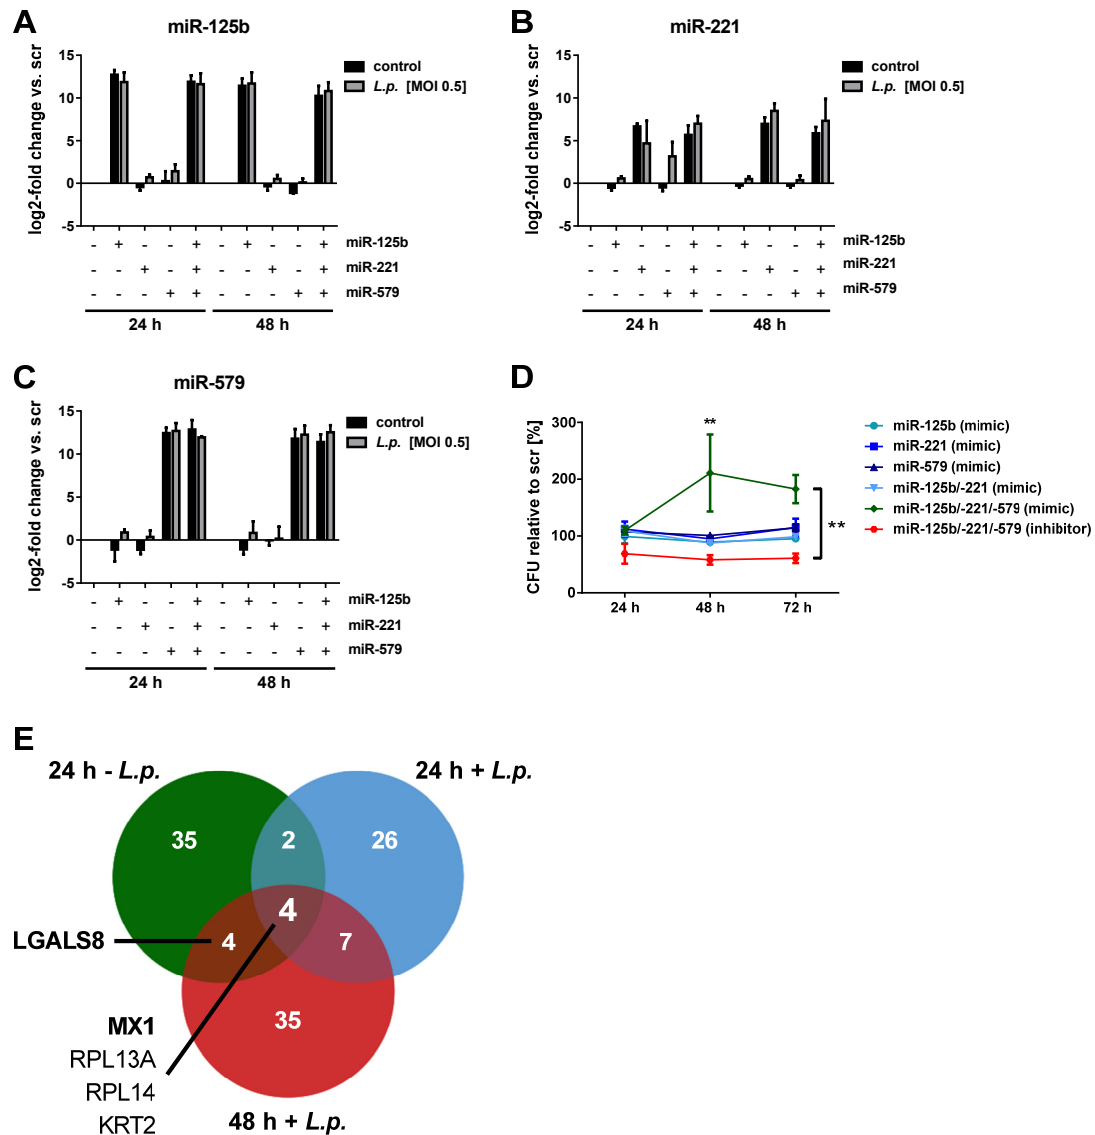 A
miR-125b
log2-fold change vs. scr
15
10
5
0
-5
control
L.p. [MOI 0.5]
- + - - + - + - - + miR-125b
- - + - + - - + - + miR-221
- - - + + - - - + + miR-579
24 h 48 h
B
miR-221
log2-fold change vs. scr
15
10
5
0
-5
control
L.p. [MOI 0.5]
- + - - + - + - - + miR-125b
- - + - + - - + - + miR-221
- - - + + - - - + + miR-579
24 h 48 h
C
miR-579
log2-fold change vs. scr
15
10
5
0
-5
control
L.p. [MOI 0.5]
- + - - + - + - - + miR-125b
- - + - + - - + - + miR-221
- - - + + - - - + + miR-579
24 h 48 h
D
CFU relative to scr [%]
300
200
100
0
**
**
24 h 48 h 72 h
miR-125b (mimic)
miR-221 (mimic)
miR-579 (mimic)
miR-125b/-221 (mimic)
miR-125b/-221/-579 (mimic)
miR-125b/-221/-579 (inhibitor)
E
24 h - L.p. 24 h + L.p.
35 2 26
4
LGALS8 4 7
35
MX1
RPL13A
RPL14
KRT2
48 h + L.p.